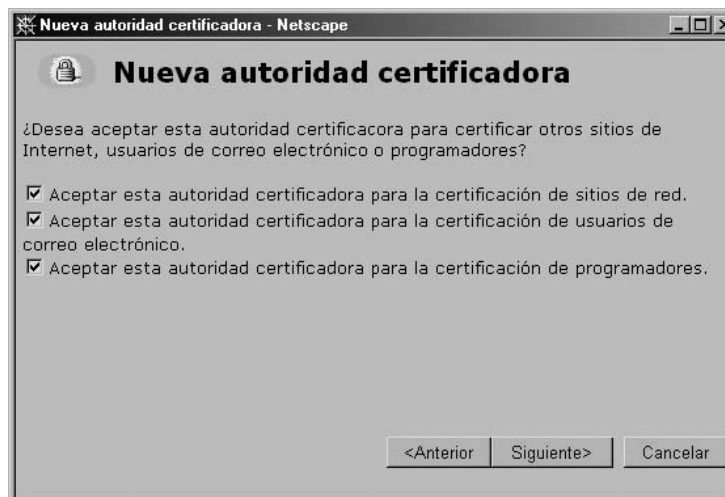 Nueva autoridad certificadora - Netscape
Nueva autoridad certificadora
¿Desea aceptar esta autoridad certificacora para certificar otros sitios de
Internet, usuarios de correo electrónico o programadores?
Aceptar esta autoridad certificadora para la certificación de sitios de red.
Aceptar esta autoridad certificadora para la certificación de usuarios de
correo electrónico.
Aceptar esta autoridad certificadora para la certificación de programadores.
<Anterior Siguiente> Cancelar